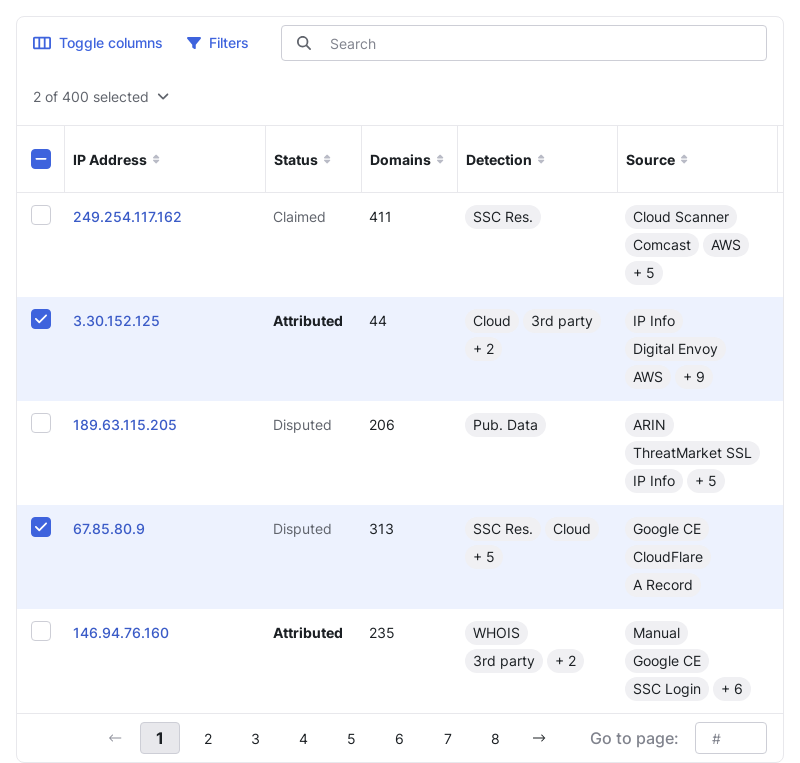 Toggle columns Filters Search
2 of 400 selected
IP Address Status Domains Detection Source
249.254.117.162 Claimed 411 SSC Res. Cloud Scanner
Comcast AWS
+ 5
3.30.152.125 Attributed 44 Cloud 3rd party IP Info
+ 2 Digital Envoy
AWS + 9
189.63.115.205 Disputed 206 Pub. Data ARIN
ThreatMarket SSL
IP Info + 5
67.85.80.9 Disputed 313 SSC Res. Cloud Google CE
+ 5 CloudFlare
A Record
146.94.76.160 Attributed 235 WHOIS Manual
3rd party + 2 Google CE
SSC Login + 6
← 1 2 3 4 5 6 7 8 → Go to page: #